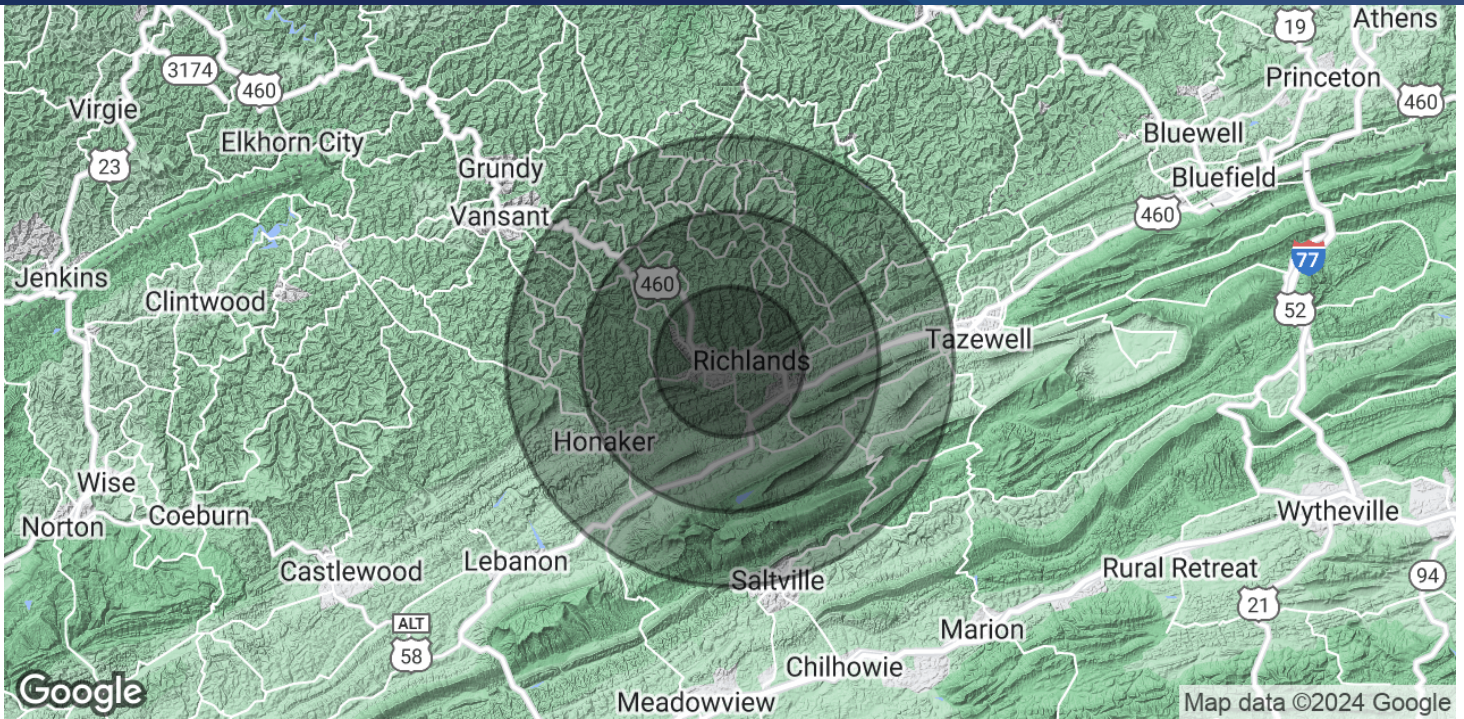 19
Athens
3174
Princeton
460
460
Virgie
Bluewell
Elkhorn City
23
Grundy
Bluefield
Vansant
460
77
Jenkins
460
Clintwood
52
Tazewell
Richlands
Honaker
Wise
Coeburn
Norton
Wytheville
Lebanon
Castlewood
Rural Retreat
Saltville
94
21
ALT
58
Marion
Chilhowie
Google
Meadowview
Map data ©2024 Google